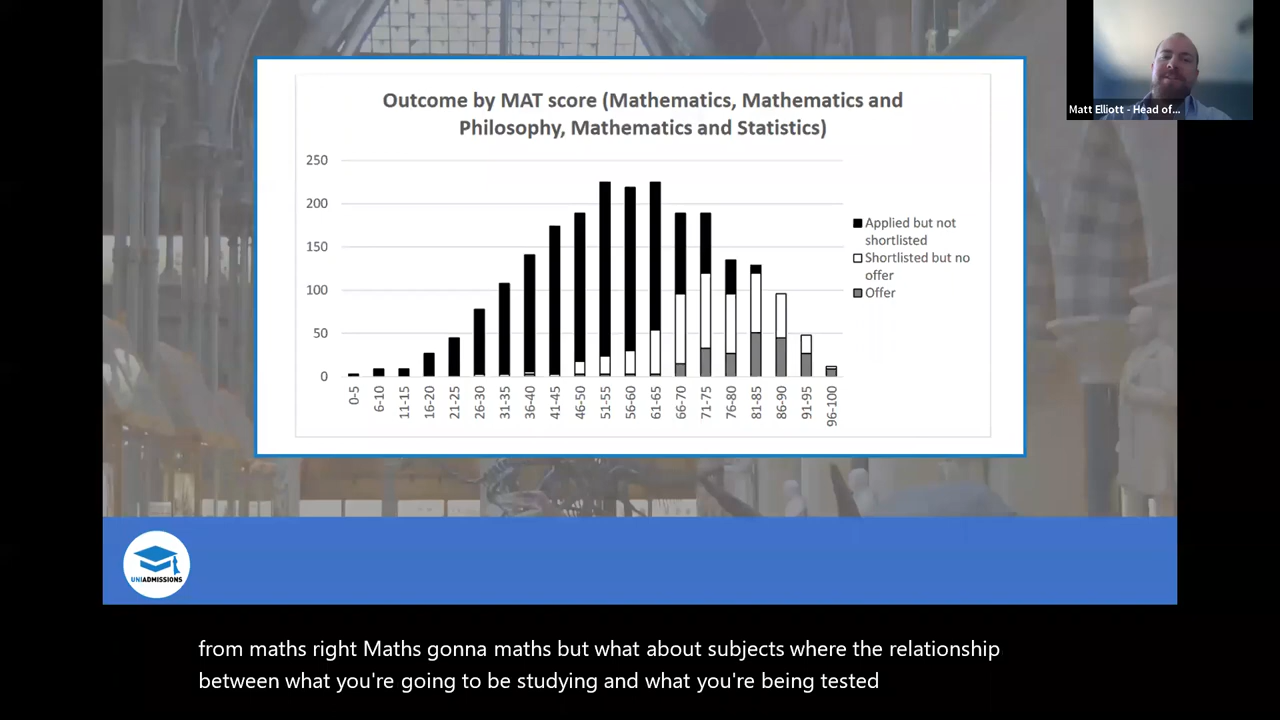 Outcome by MAT score (Mathematics, Mathematics and
Philosophy, Mathematics and Statistics)
250
200
150
100
50
0
0-5
6-10
11-15
16-20
21-25
26-30
31-35
36-40
41-45
46-50
51-55
56-60
61-65
66-70
71-75
76-80
81-85
86-90
91-95
96-100
Applied but not
shortlisted
Shortlisted but no
offer
Offer
Matt Elliott - Head of...
UNIADMISSIONS
from maths right Maths gonna maths but what about subjects where the relationship
between what you're going to be studying and what you're being tested